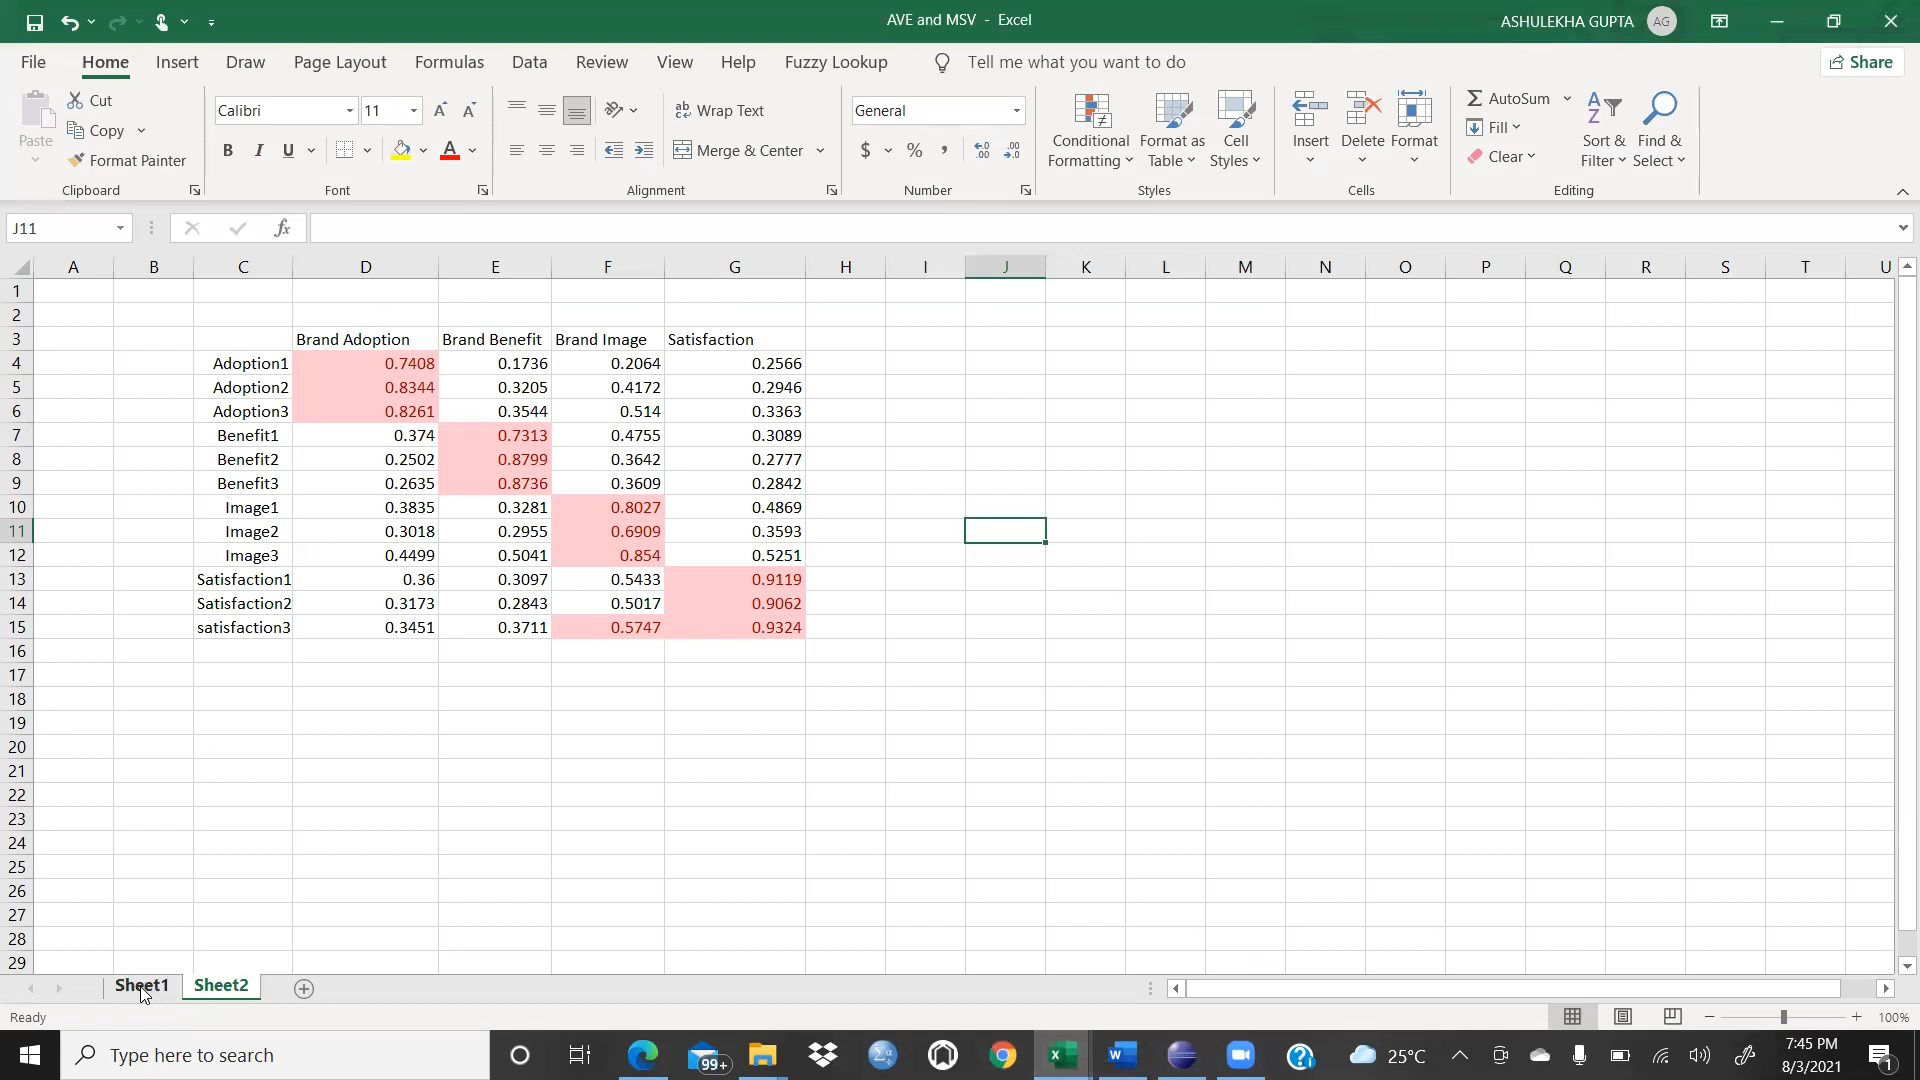 AVE and MSV - Excel
ASHULEKHA GUPTA AG
File Home Insert Draw Page Layout Formulas Data Review View Help Fuzzy Lookup Tell me what you want to do Share
Paste
Cut
Copy
Format Painter
Clipboard
Calibri 11
B I U
Font
ab Wrap Text
Merge & Center
Alignment
General
$ % ,
Number
Conditional Formatting
Format as Table
Cell Styles
Styles
Insert Delete Format
Cells
AutoSum
Fill
Clear
Sort & Filter
Find & Select
Editing
J11
fx
A B C D E F G H I J K L M N O P Q R S T U
1
2
3 Brand Adoption Brand Benefit Brand Image Satisfaction
4 Adoption1 0.7408 0.1736 0.2064 0.2566
5 Adoption2 0.8344 0.3205 0.4172 0.2946
6 Adoption3 0.8261 0.3544 0.514 0.3363
7 Benefit1 0.374 0.7313 0.4755 0.3089
8 Benefit2 0.2502 0.8799 0.3642 0.2777
9 Benefit3 0.2635 0.8736 0.3609 0.2842
10 Image1 0.3835 0.3281 0.8027 0.4869
11 Image2 0.3018 0.2955 0.6909 0.3593
12 Image3 0.4499 0.5041 0.854 0.5251
13 Satisfaction1 0.36 0.3097 0.5433 0.9119
14 Satisfaction2 0.3173 0.2843 0.5017 0.9062
15 satisfaction3 0.3451 0.3711 0.5747 0.9324
16
17
18
19
20
21
22
23
24
25
26
27
28
29
Sheet1 Sheet2
Ready
100%
Type here to search
99+
25°C
7:45 PM
8/3/2021
1